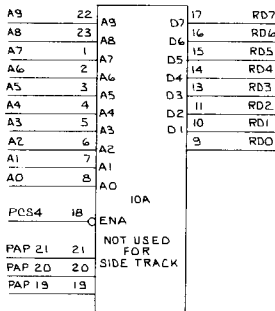 A9 22 A9 D7 17 RD7
A8 23 A8 D6 16 RD6
A7 1 A7 D5 15 RD5
A6 2 A6 D4 14 RD4
A5 3 A5 D3 13 RD3
A4 4 A4 D2 11 RD2
A3 5 A3 D1 10 RD1
A2 6 A2 9 RD0
A1 7 A1
A0 8 A0
10A
PCS4 18 ENA
NOT USED
FOR
SIDE TRACK
PAP 21 21
PAP 20 20
PAP 19 19